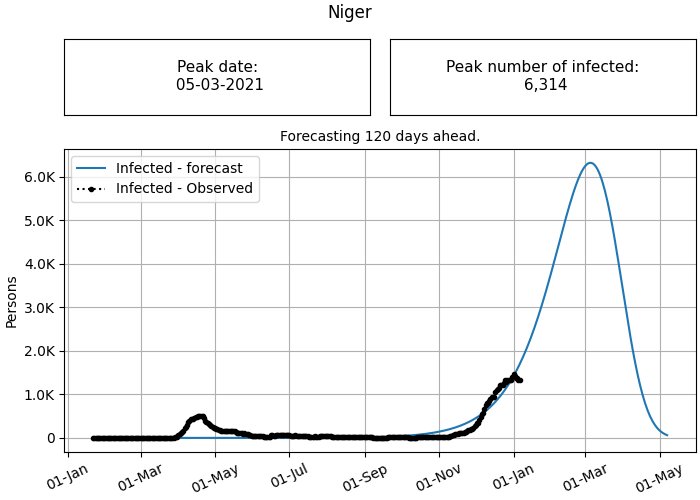 Niger
Peak date:
05-03-2021
Peak number of infected:
6,314
Forecasting 120 days ahead.
Infected - forecast
Infected - Observed
6.0K
5.0K
4.0K
3.0K
2.0K
1.0K
0
Persons
01-Jan
01-Mar
01-May
01-Jul
01-Sep
01-Nov
01-Jan
01-Mar
01-May